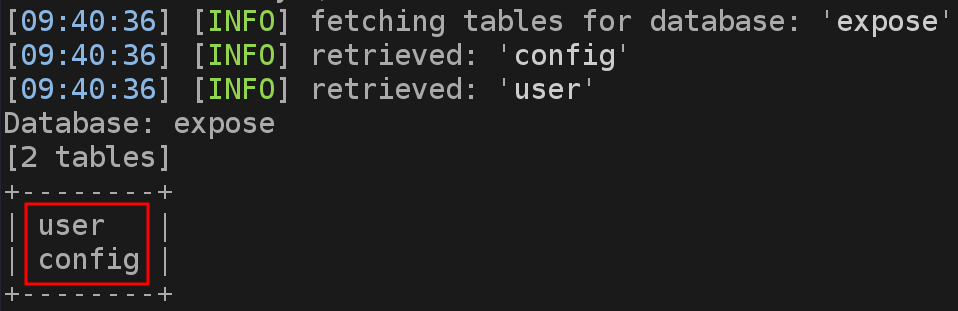 [09:40:36] [INFO] fetching tables for database: 'expose'
[09:40:36] [INFO] retrieved: 'config'
[09:40:36] [INFO] retrieved: 'user'
Database: expose
[2 tables]
+--------+
| user   |
| config |
+--------+